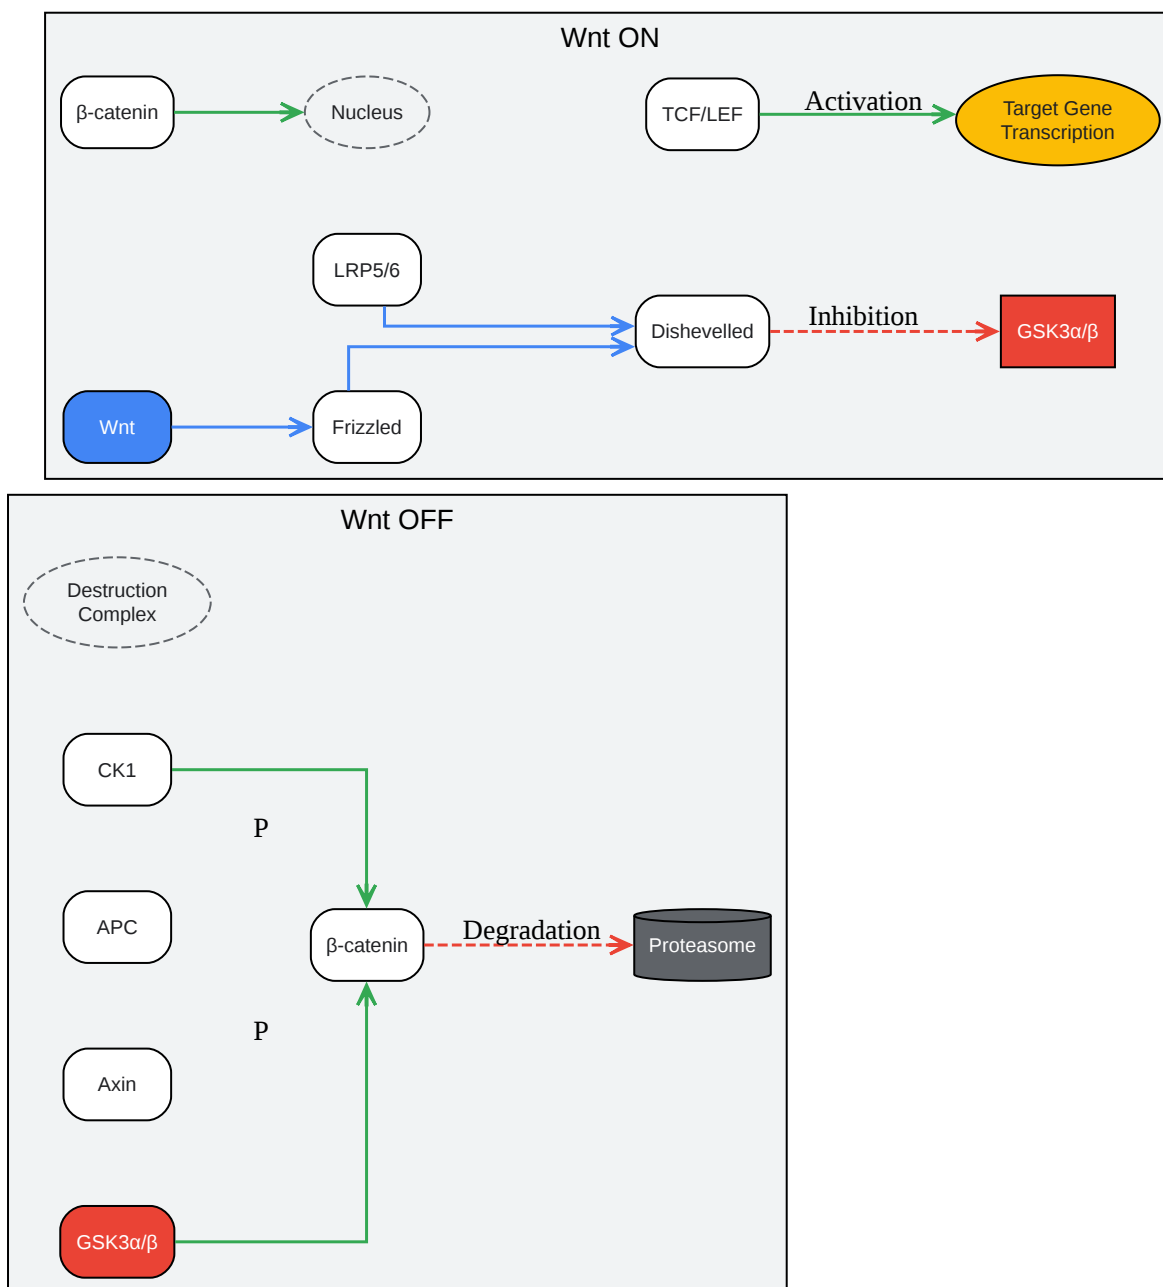 Wnt ON
β-catenin
Nucleus
TCF/LEF
Activation
Target Gene
Transcription
LRP5/6
Dishevelled
Inhibition
GSK3α/β
Wnt
Frizzled
Wnt OFF
Destruction
Complex
CK1
P
APC
β-catenin
Degradation
Proteasome
P
Axin
GSK3α/β